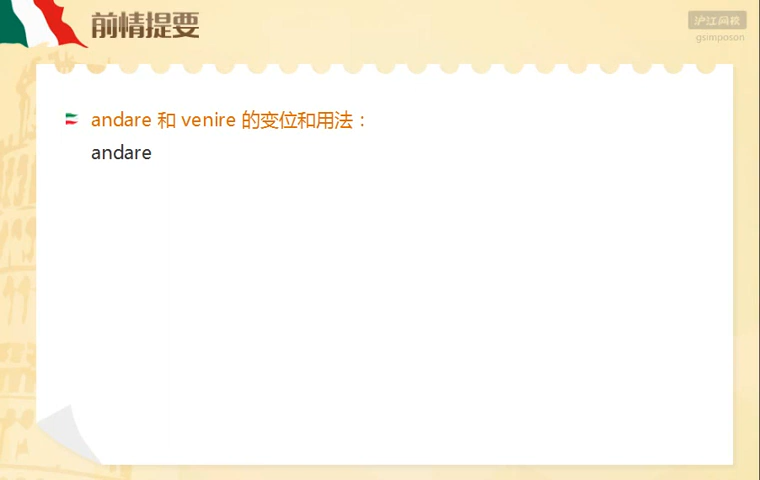 前情提要
沪江网校
gsimposon
andare 和 venire 的变位和用法：
andare